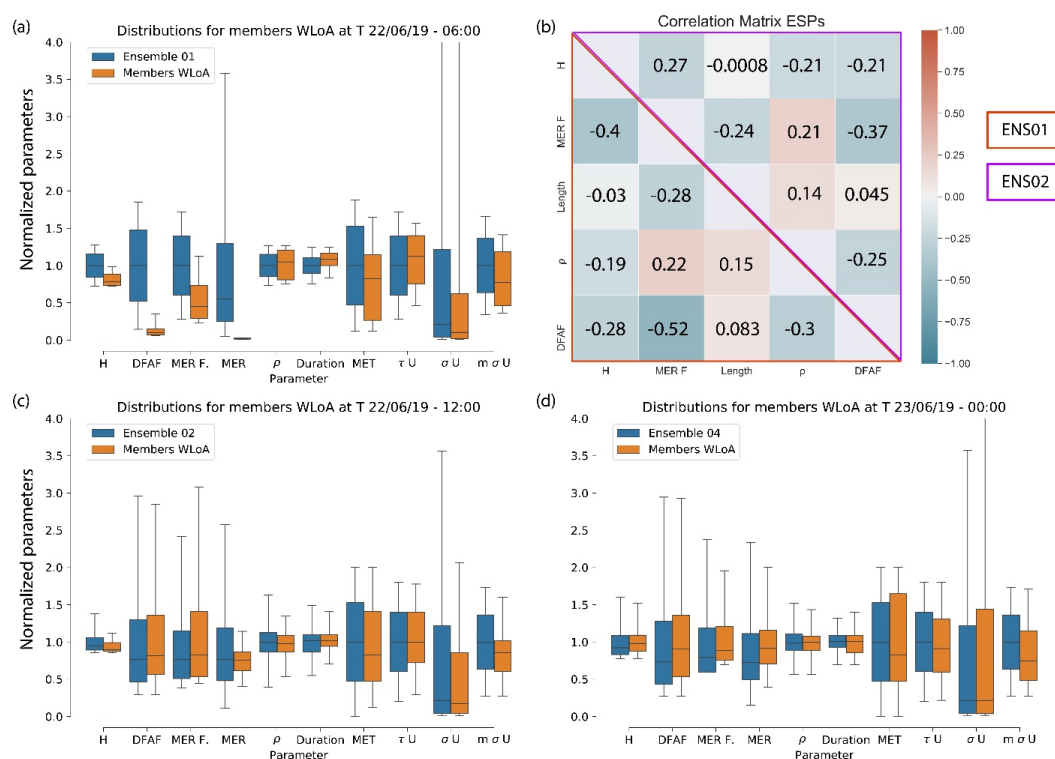 (a)
Distributions for members WLoA at T 22/06/19 - 06:00
Ensemble 01
Members WLoA
Normalized parameters
4.0
3.5
3.0
2.5
2.0
1.5
1.0
0.5
0.0
H DFAF MER F. MER ρ Duration MET τ U σ U m σ U
Parameter
(b)
Correlation Matrix ESPs
H 0.27 -0.0008 -0.21 -0.21
MER F -0.4 -0.24 0.21 -0.37
Length -0.03 -0.28 0.14 0.045
ρ -0.19 0.22 0.15 -0.25
DFAF -0.28 -0.52 0.083 -0.3
H MER F Length ρ DFAF
1.00
0.75
0.50
0.25
0.00
-0.25
-0.50
-0.75
-1.00
ENS01
ENS02
(c)
Distributions for members WLoA at T 22/06/19 - 12:00
Ensemble 02
Members WLoA
Normalized parameters
4.0
3.5
3.0
2.5
2.0
1.5
1.0
0.5
0.0
H DFAF MER F. MER ρ Duration MET τ U σ U m σ U
Parameter
(d)
Distributions for members WLoA at T 23/06/19 - 00:00
Ensemble 04
Members WLoA
4.0
3.5
3.0
2.5
2.0
1.5
1.0
0.5
0.0
H DFAF MER F. MER ρ Duration MET τ U σ U m σ U
Parameter